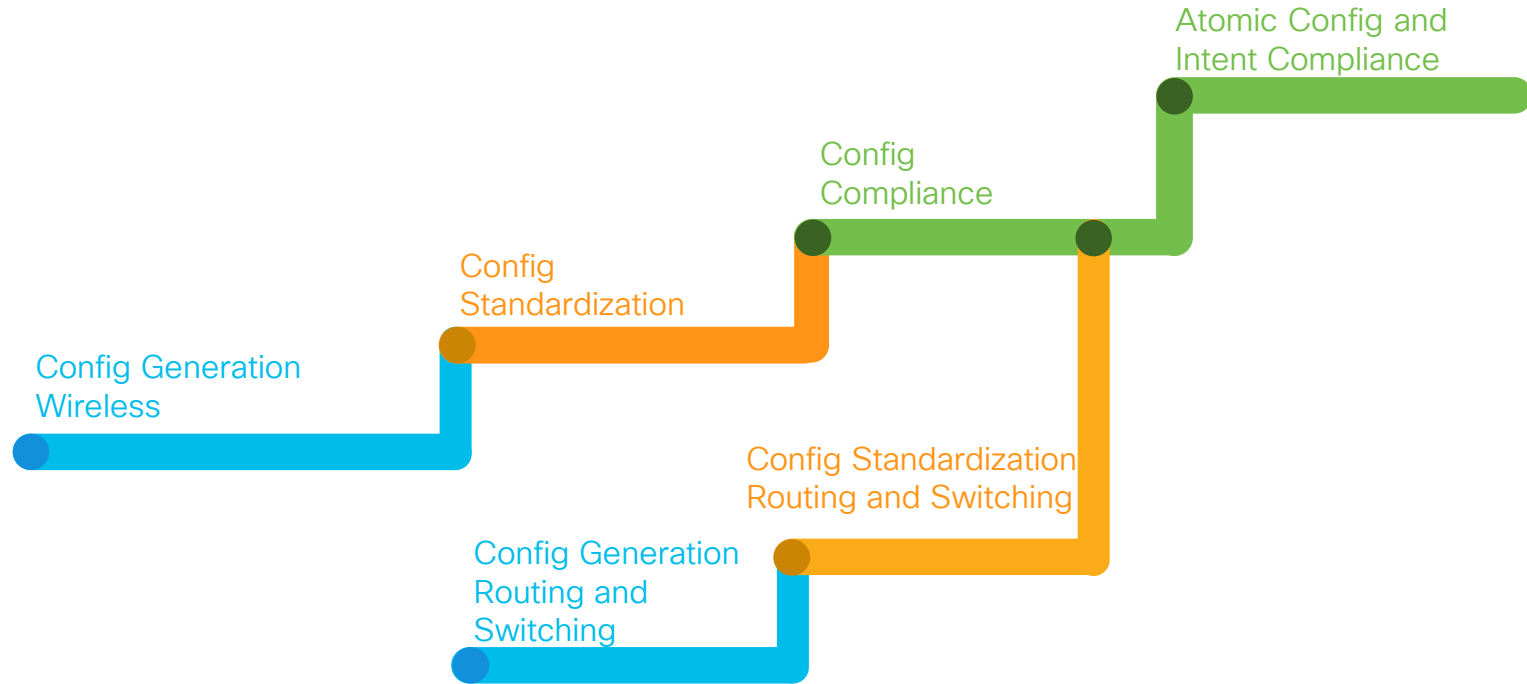 Atomic Config and
Intent Compliance
Config
Compliance
Config
Standardization
Config Generation
Wireless
Config Standardization
Routing and Switching
Config Generation
Routing and
Switching